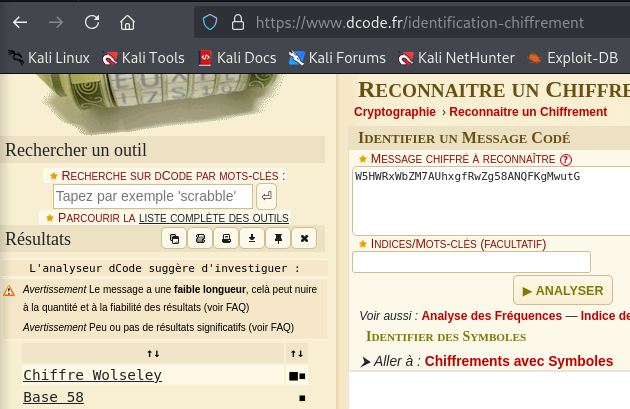 https://www.dcode.fr/identification-chiffrement
Kali Linux Kali Tools Kali Docs Kali Forums Kali NetHunter Exploit-DB
Rechercher un outil
Recherche sur dCode par mots-clés :
Tapez par exemple 'scrabble'
Parcourir la liste complète des outils
Résultats
L'analyseur dCode suggère d'investiguer :
Avertissement Le message a une faible longueur, celà peut nuire
à la quantité et à la fiabilité des résultats (voir FAQ)
Avertissement Peu ou pas de résultats significatifs (voir FAQ)
↑↓ ↑↓
Chiffre Wolseley ■▪
Base 58 ▪
Reconnaitre un Chiffre
Cryptographie › Reconnaitre un Chiffrement
Identifier un Message Codé
Message chiffré à reconnaître ?
W5HWRxWbZM7AUhxgfRwZg58ANQFKgMwutG
Indices/Mots-clés (facultatif)
▶ ANALYSER
Voir aussi : Analyse des Fréquences — Indice de
Identifier des Symboles
➤ Aller à : Chiffrements avec Symboles